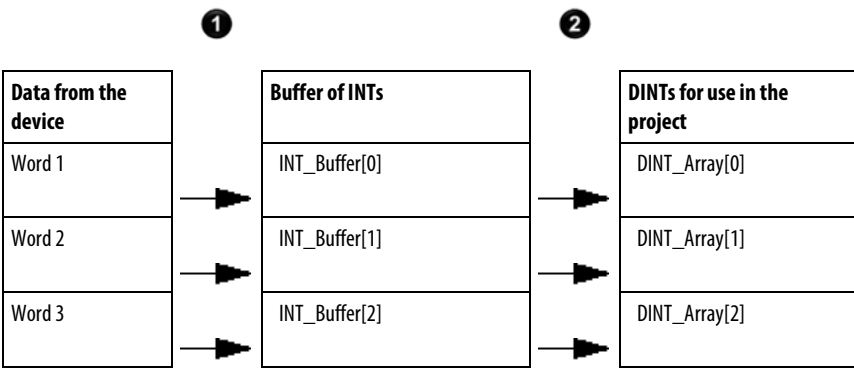 1 2
Data from the
device
Buffer of INTs
DINTs for use in the
project
Word 1 INT_Buffer[0] DINT_Array[0]
Word 2 INT_Buffer[1] DINT_Array[1]
Word 3 INT_Buffer[2] DINT_Array[2]